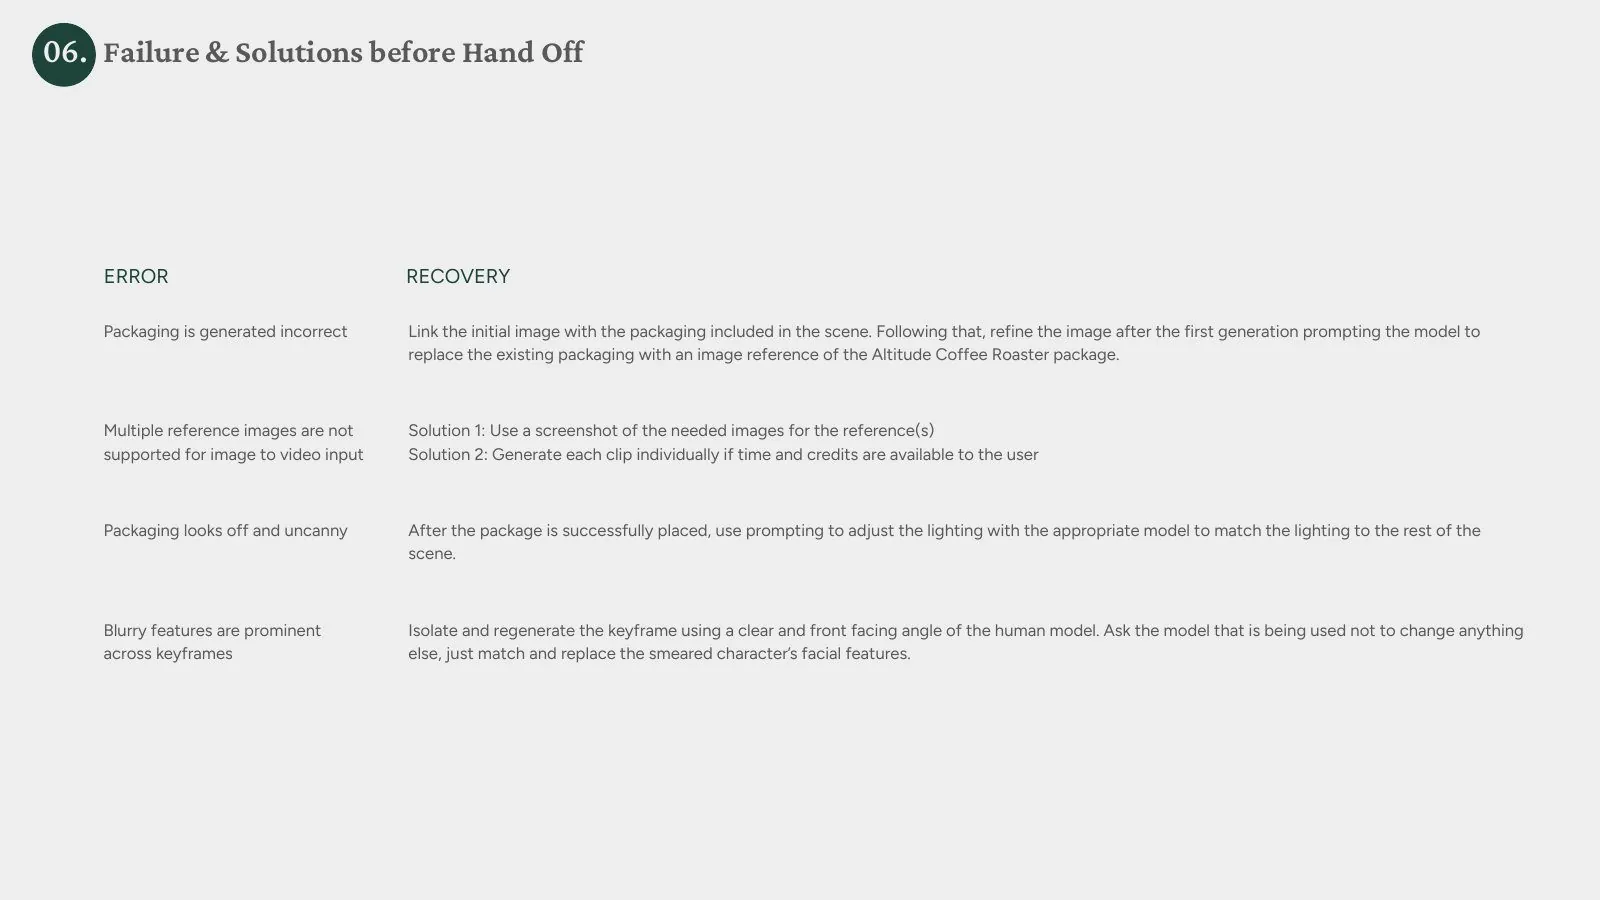 06. Failure & Solutions before Hand Off
ERROR
RECOVERY
Packaging is generated incorrect
Link the initial image with the packaging included in the scene. Following that, refine the image after the first generation prompting the model to
replace the existing packaging with an image reference of the Altitude Coffee Roaster package.
Multiple reference images are not
supported for image to video input
Solution 1: Use a screenshot of the needed images for the reference(s)
Solution 2: Generate each clip individually if time and credits are available to the user
Packaging looks off and uncanny
After the package is successfully placed, use prompting to adjust the lighting with the appropriate model to match the lighting to the rest of the
scene.
Blurry features are prominent
across keyframes
Isolate and regenerate the keyframe using a clear and front facing angle of the human model. Ask the model that is being used not to change anything
else, just match and replace the smeared character’s facial features.